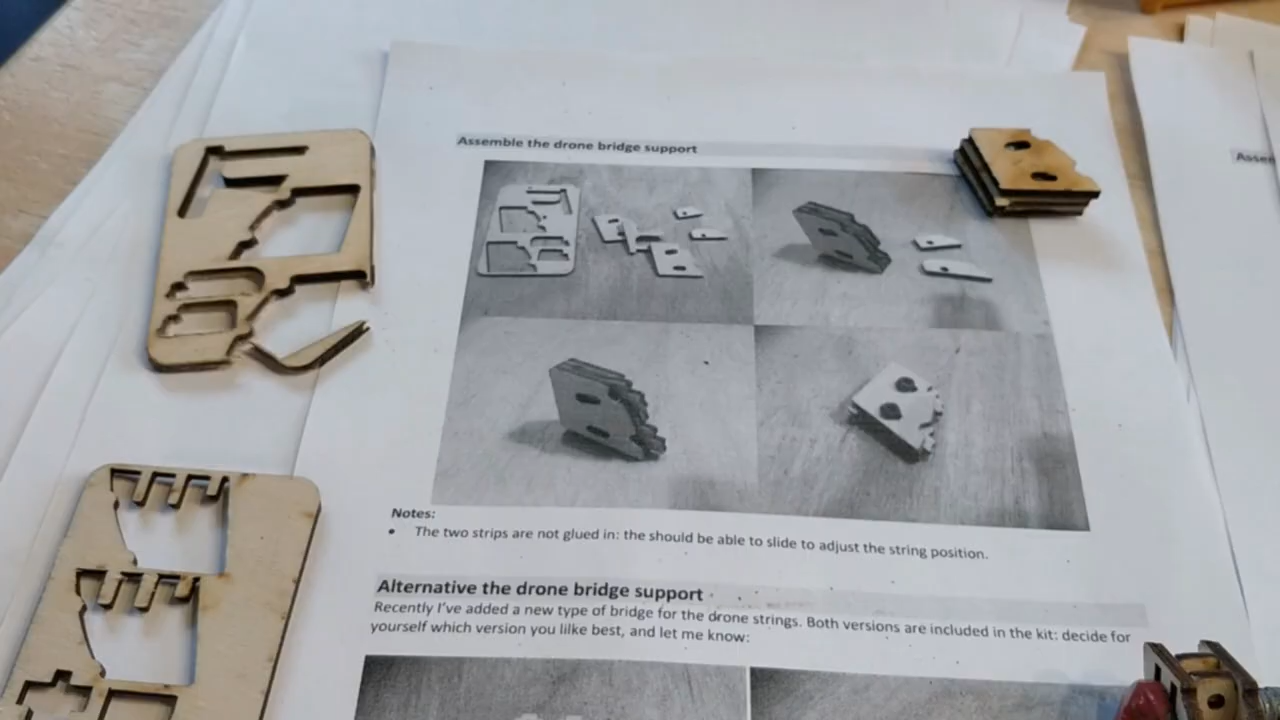 Assemble the drone bridge support
Notes:
• The two strips are not glued in: the should be able to slide to adjust the string position.
Alternative the drone bridge support
Recently I've added a new type of bridge for the drone strings. Both versions are included in the kit: decide for
yourself which version you lilke best, and let me know: